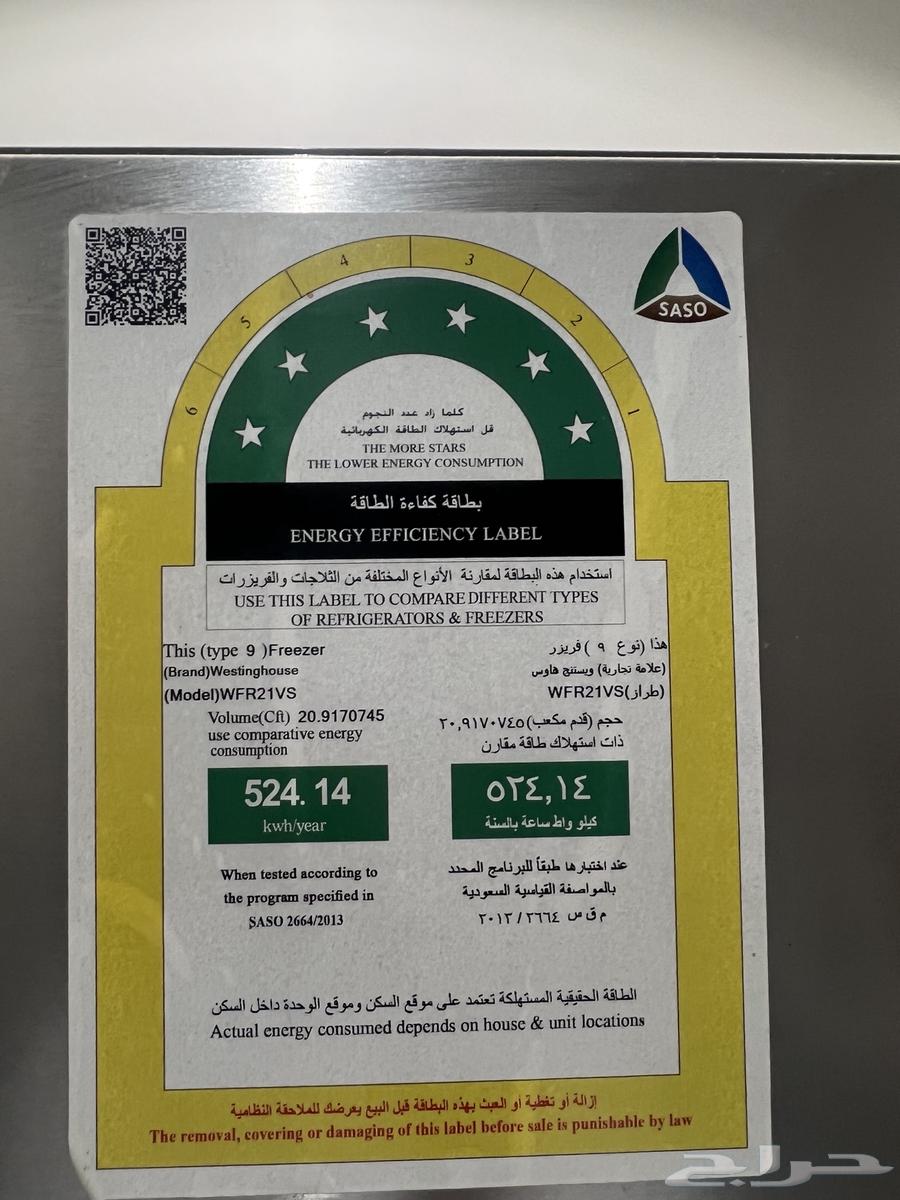 SASO
6
5
4
3
2
1
كلما زاد عدد النجوم
قل استهلاك الطاقة الكهربائية
THE MORE STARS
THE LOWER ENERGY CONSUMPTION
بطاقة كفاءة الطاقة
ENERGY EFFICIENCY LABEL
استخدام هذه البطاقة لمقارنة الأنواع المختلفة من الثلاجات والفريزرات
USE THIS LABEL TO COMPARE DIFFERENT TYPES
OF REFRIGERATORS & FREEZERS
This (type 9 )Freezer
(Brand)Westinghouse
(Model)WFR21VS
Volume(Cft) 20.9170745
use comparative energy
consumption
524. 14
kwh/year
When tested according to
the program specified in
SASO 2664/2013
هذا (نوع ٩ ) فريزر
(علامة تجارية) ويستنج هاوس
(طراز)WFR21VS
حجم (قدم مكعب)٢٠,٩١٧٠٧٤٥
ذات استهلاك طاقة مقارن
٥٢٤,١٤
كيلو واط ساعة بالسنة
عند اختبارها طبقاً للبرنامج المحدد
بالمواصفة القياسية السعودية
م ق س ٢٦٦٤ / ٢٠١٣
الطاقة الحقيقية المستهلكة تعتمد على موقع السكن وموقع الوحدة داخل السكن
Actual energy consumed depends on house & unit locations
إزالة أو تغطية أو العبث بهذه البطاقة قبل البيع يعرضك للملاحقة النظامية
The removal, covering or damaging of this label before sale is punishable by law
حراج